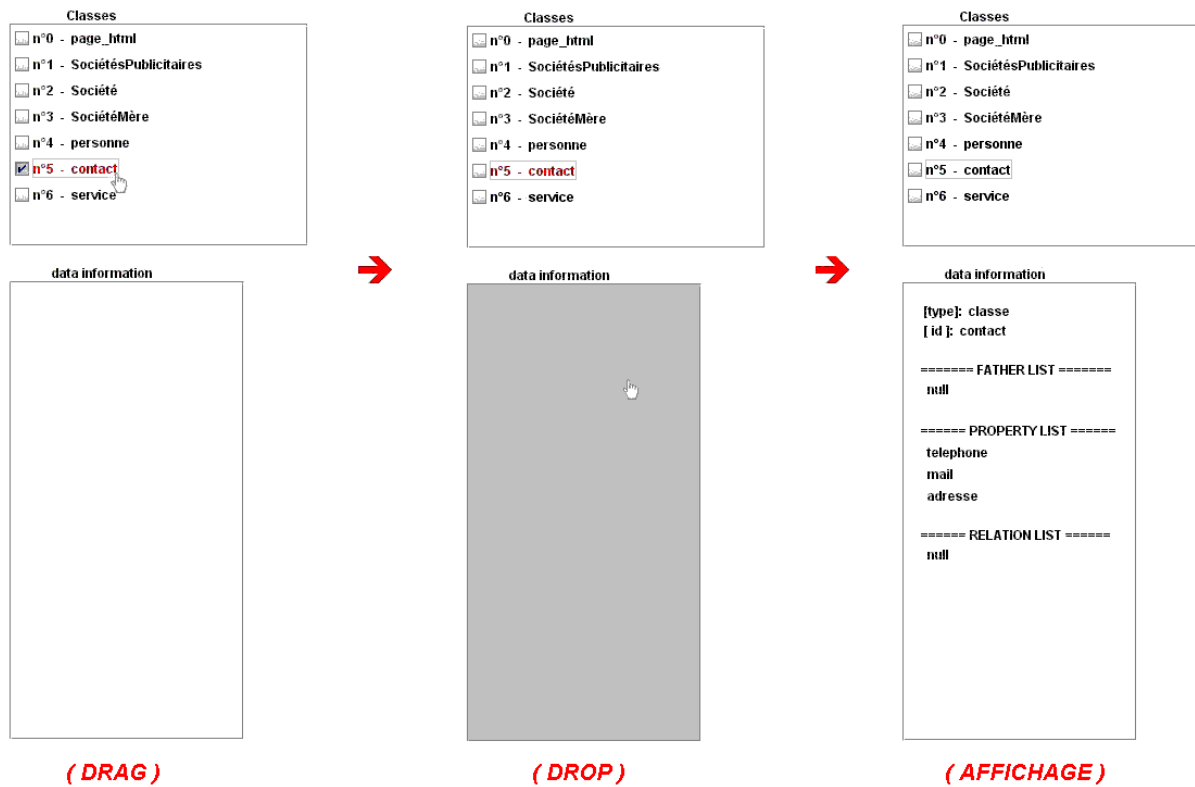 Classes
n°0 - page_html
n°1 - SociétésPublicitaires
n°2 - Société
n°3 - SociétéMère
n°4 - personne
n°5 - contact
n°6 - service
data information
( DRAG )
Classes
n°0 - page_html
n°1 - SociétésPublicitaires
n°2 - Société
n°3 - SociétéMère
n°4 - personne
n°5 - contact
n°6 - service
data information
( DROP )
Classes
n°0 - page_html
n°1 - SociétésPublicitaires
n°2 - Société
n°3 - SociétéMère
n°4 - personne
n°5 - contact
n°6 - service
data information
[type]: classe
[ id ]: contact
======= FATHER LIST =======
null
====== PROPERTY LIST ======
telephone
mail
adresse
====== RELATION LIST ======
null
( AFFICHAGE )